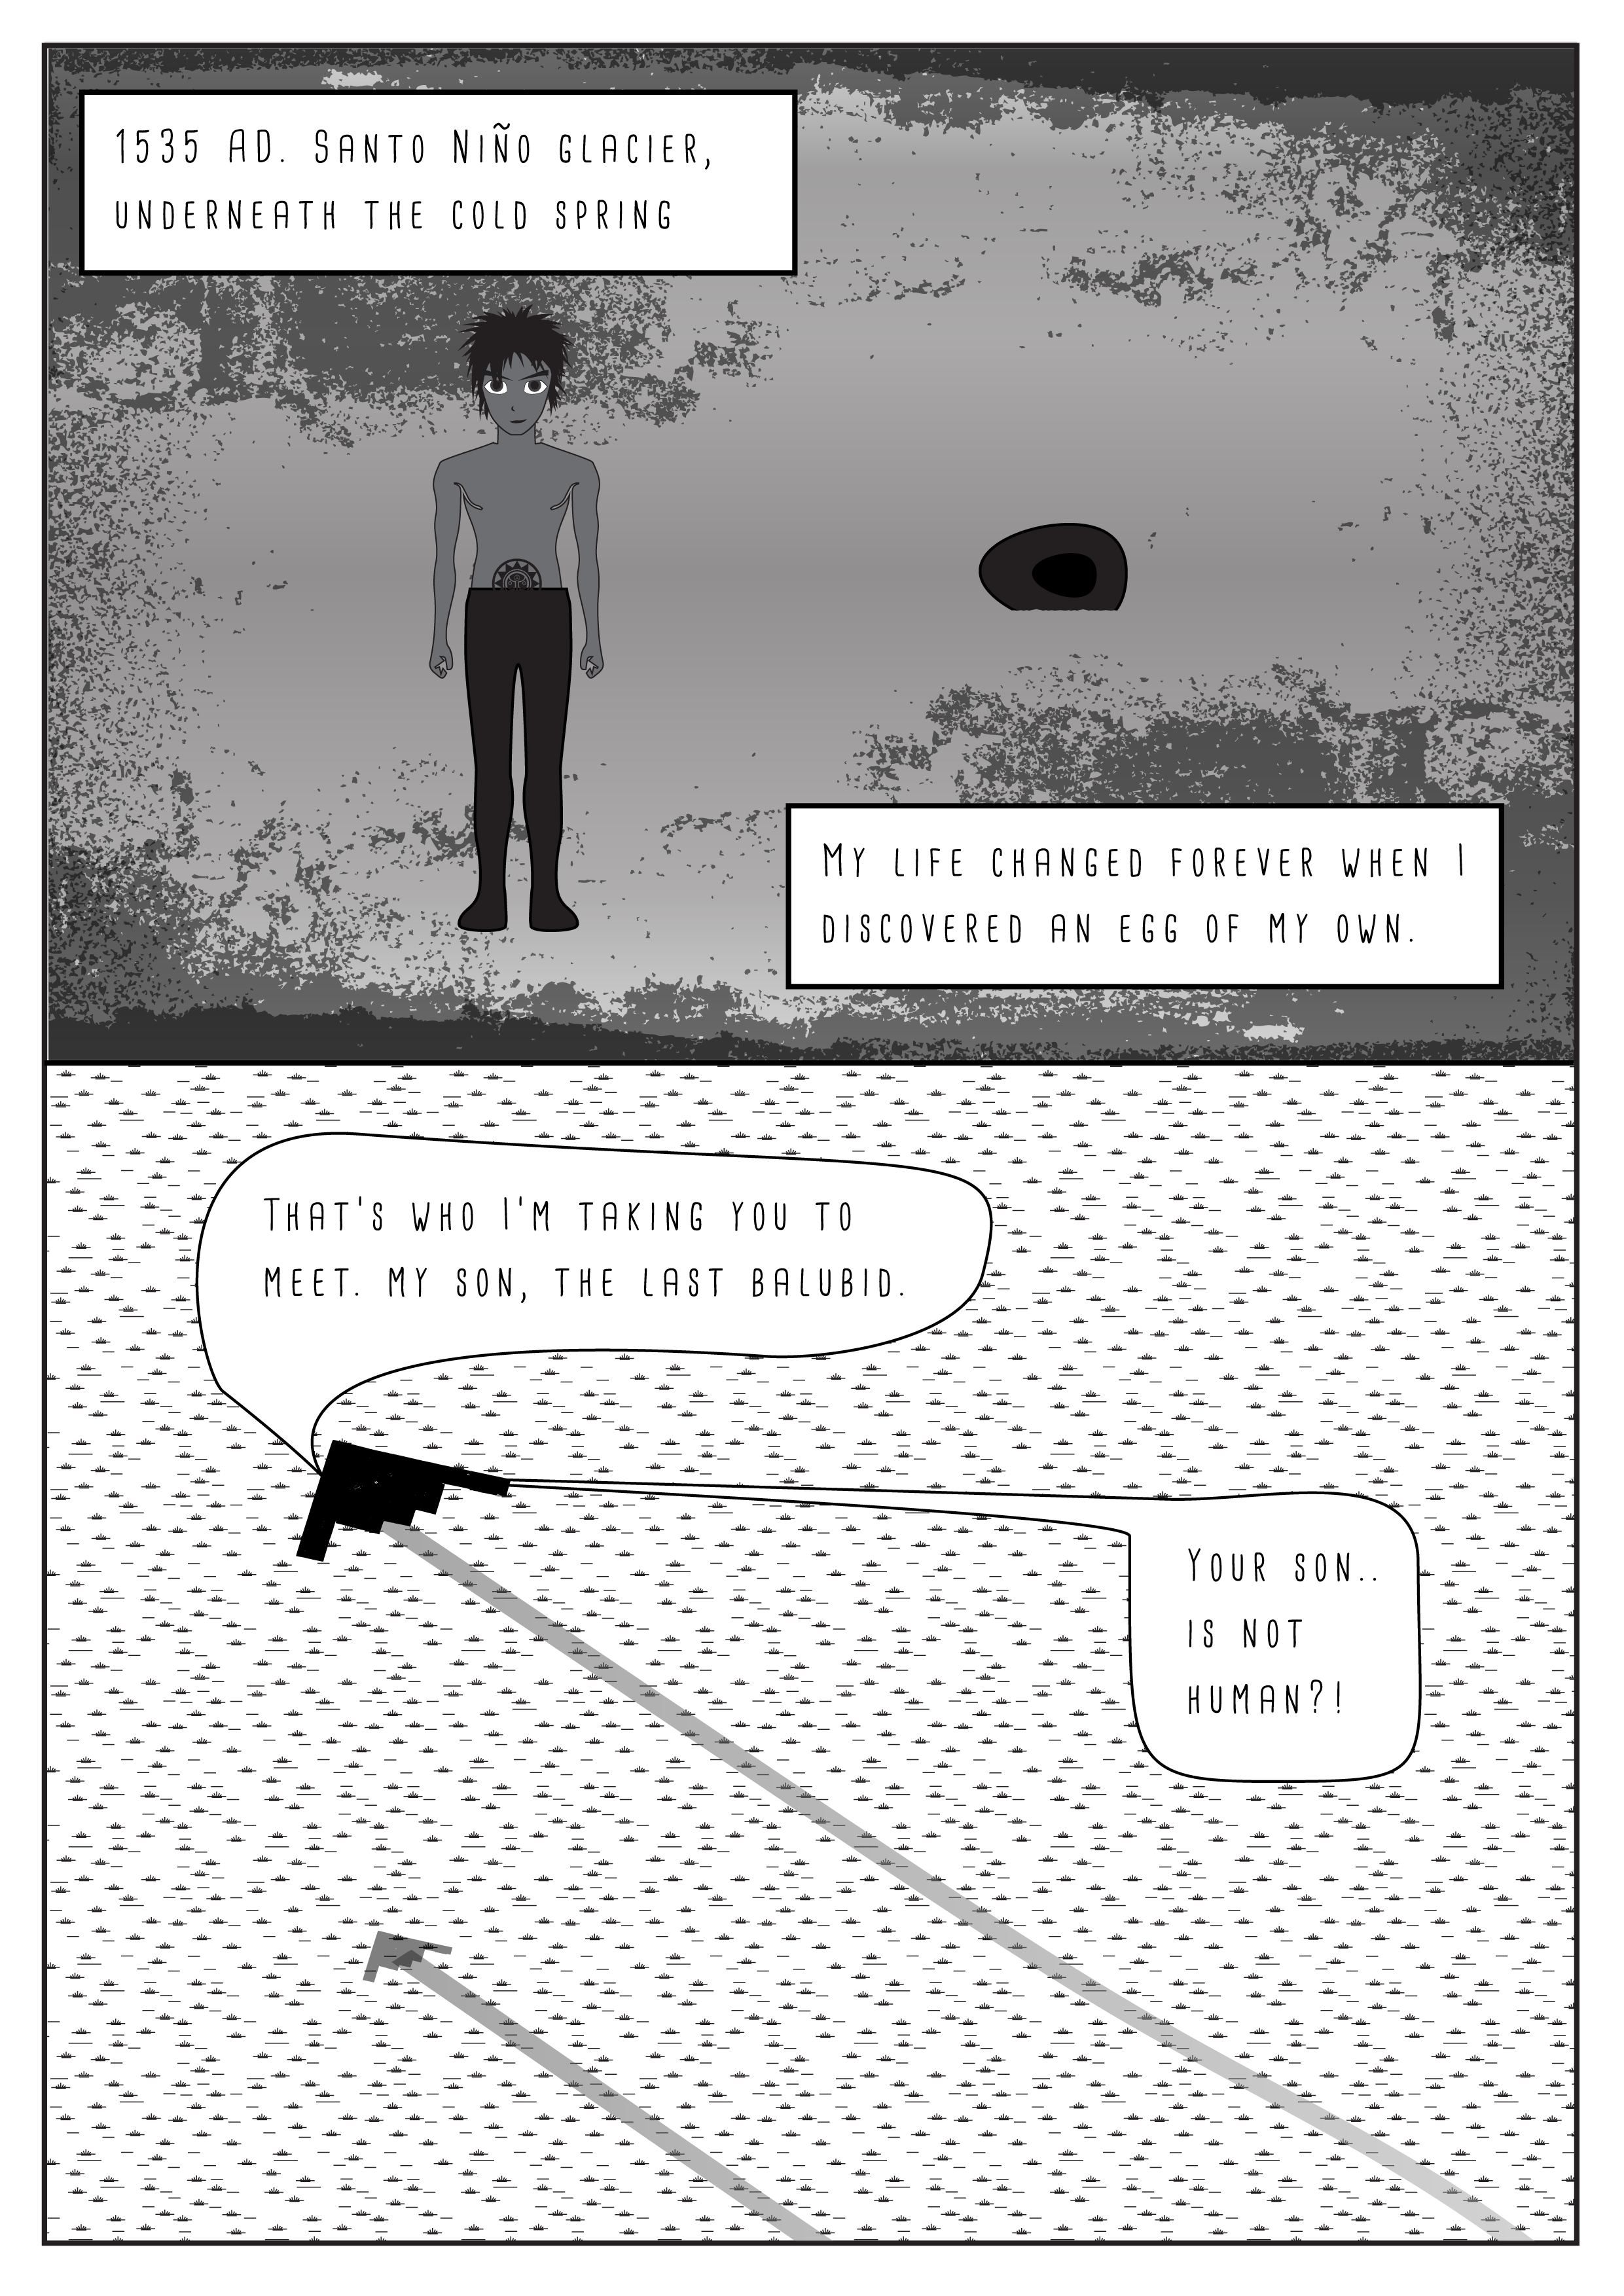 1535 AD. Santo Niño glacier,
underneath the cold spring
My life changed forever when I
discovered an egg of my own.
That's who I'm taking you to
meet. My son, the last balubid.
Your son..
is not
human?!